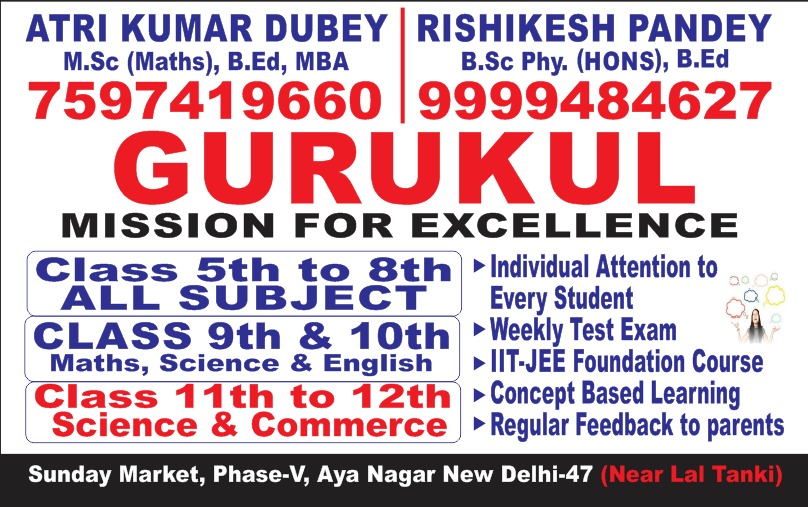 ATRI KUMAR DUBEY
M.Sc (Maths), B.Ed, MBA
7597419660
RISHIKESH PANDEY
B.Sc Phy. (HONS), B.Ed
9999484627
GURUKUL
MISSION FOR EXCELLENCE
Class 5th to 8th
ALL SUBJECT
CLASS 9th & 10th
Maths, Science & English
Class 11th to 12th
Science & Commerce
Individual Attention to
Every Student
Weekly Test Exam
IIT-JEE Foundation Course
Concept Based Learning
Regular Feedback to parents
Sunday Market, Phase-V, Aya Nagar New Delhi-47 (Near Lal Tanki)